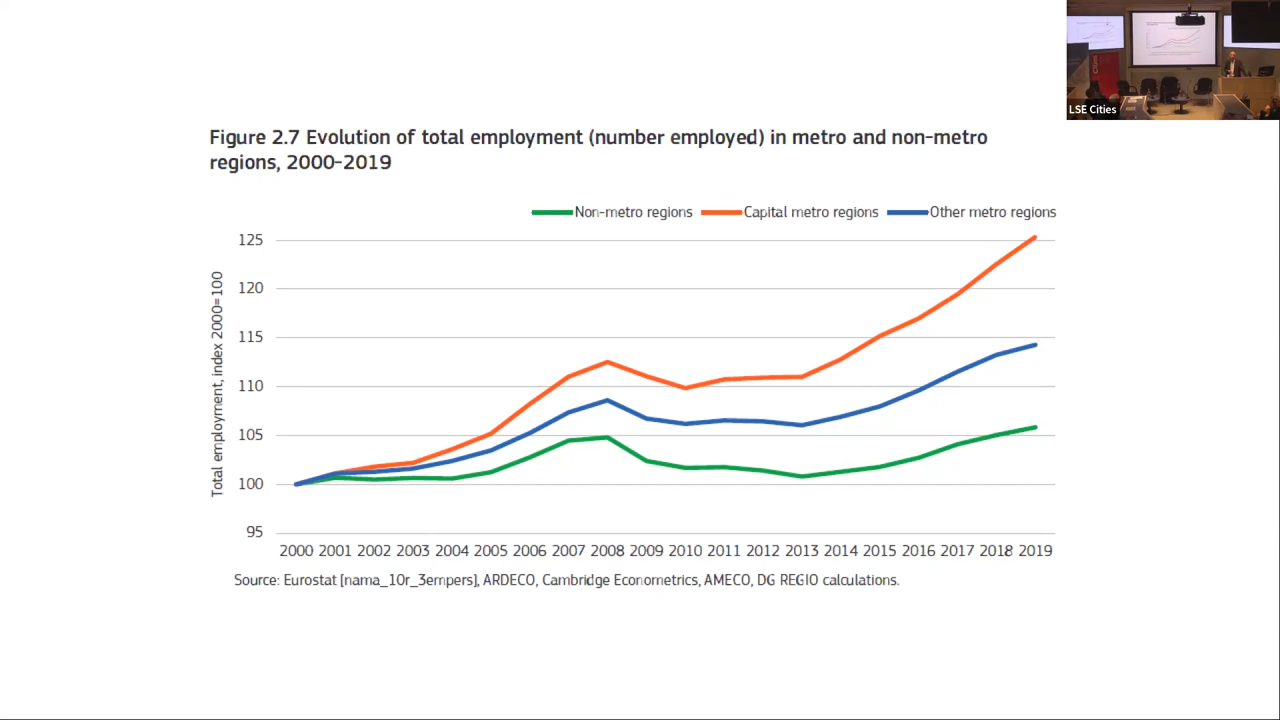 LSE Cities
Figure 2.7 Evolution of total employment (number employed) in metro and non-metro
regions, 2000-2019
Non-metro regions Capital metro regions Other metro regions
Total employment, index 2000=100
125
120
115
110
105
100
95
2000 2001 2002 2003 2004 2005 2006 2007 2008 2009 2010 2011 2012 2013 2014 2015 2016 2017 2018 2019
Source: Eurostat [nama_10r_3empers], ARDECO, Cambridge Econometrics, AMECO, DG REGIO calculations.